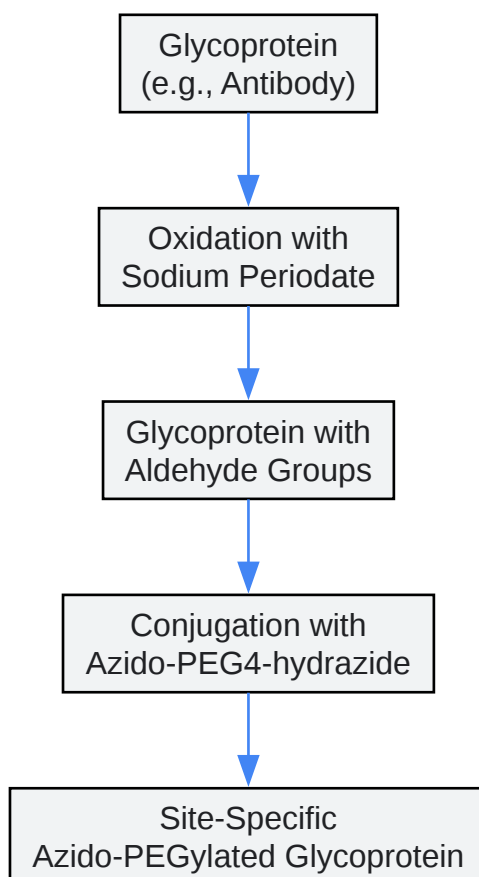 Glycoprotein
(e.g., Antibody)
Oxidation with
Sodium Periodate
Glycoprotein with
Aldehyde Groups
Conjugation with
Azido-PEG4-hydrazide
Site-Specific
Azido-PEGylated Glycoprotein